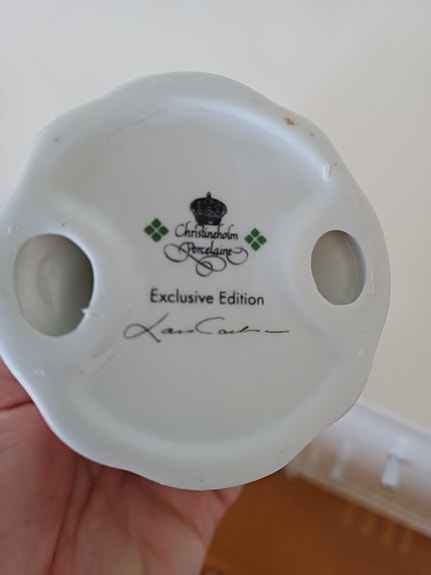 Christineholm
Porcelaine
Exclusive Edition